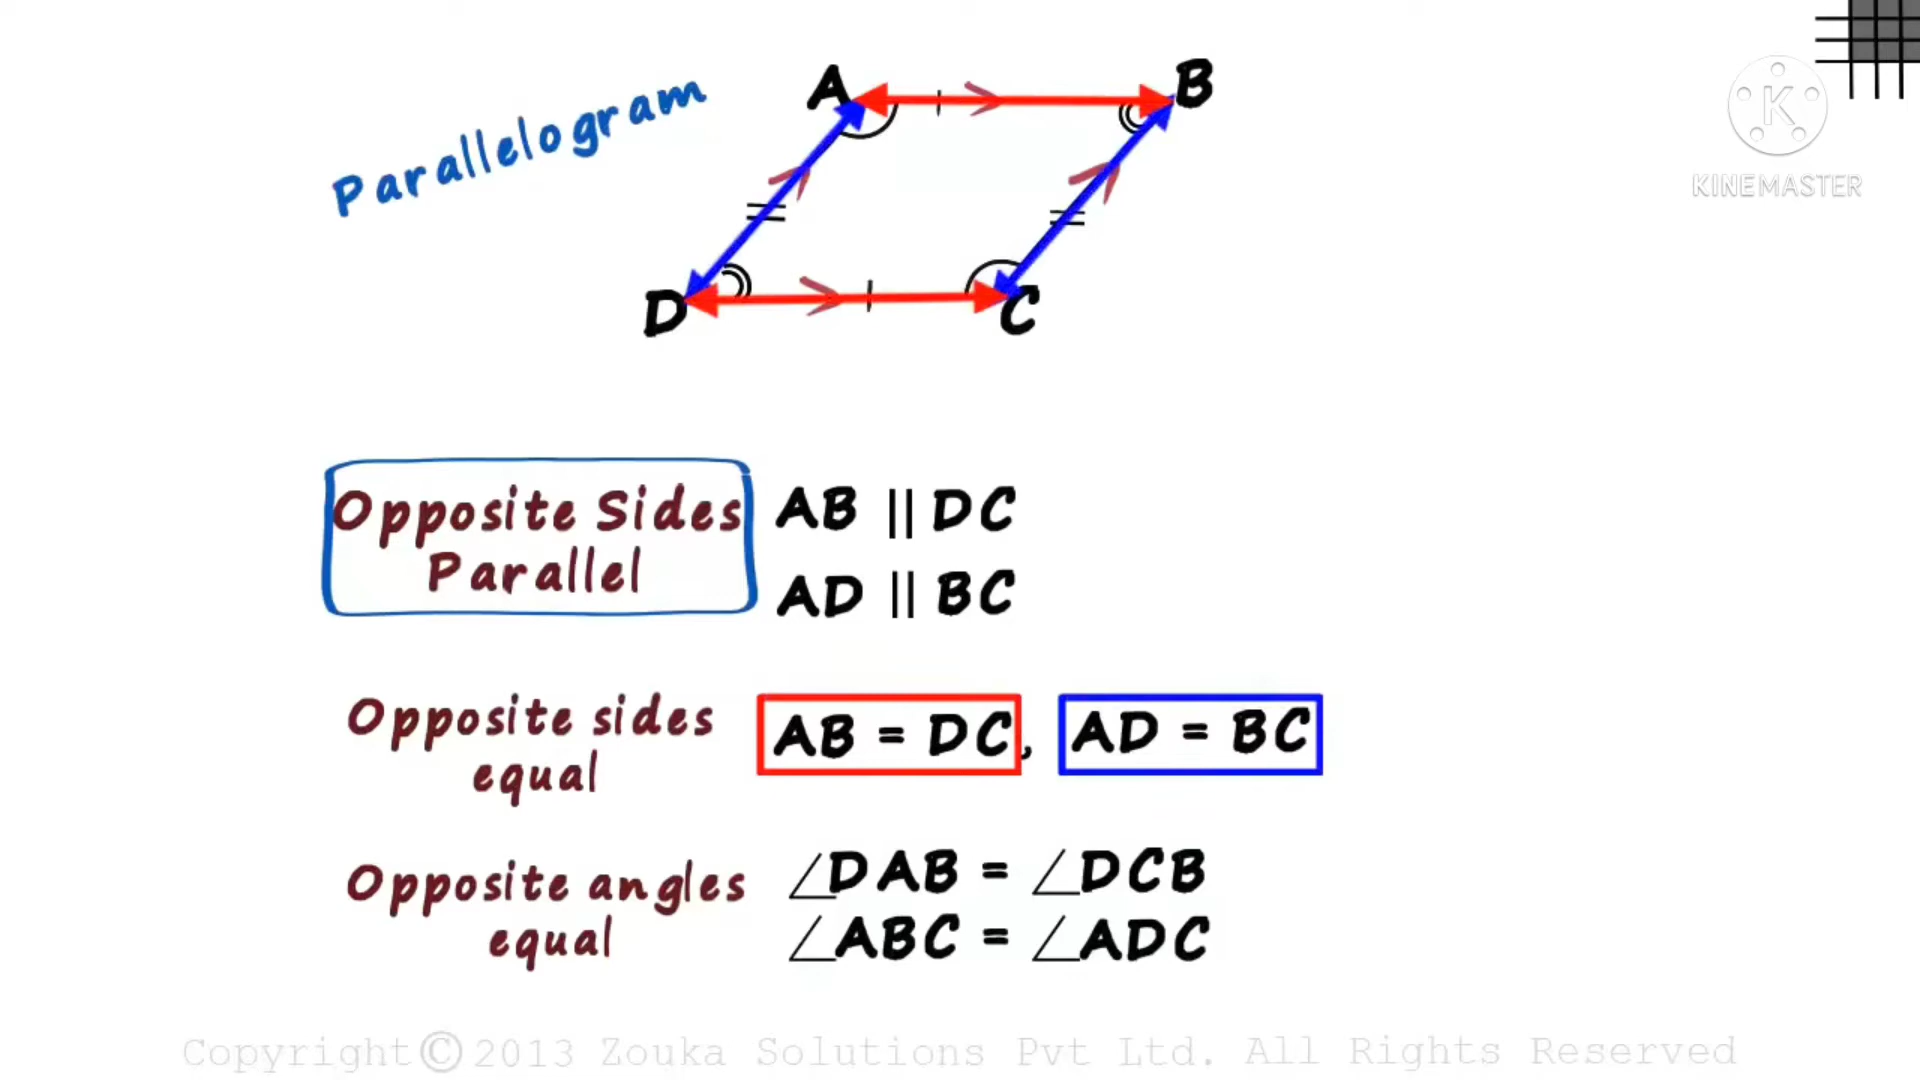 Parallelogram
A
B
D
C
K
KINEMASTER
Opposite Sides
Parallel
AB || DC
AD || BC
Opposite sides
equal
AB = DC, AD = BC
Opposite angles
equal
∠DAB = ∠DCB
∠ABC = ∠ADC
Copyright© 2013 Zouka Solutions Pvt Ltd. All Rights Reserved